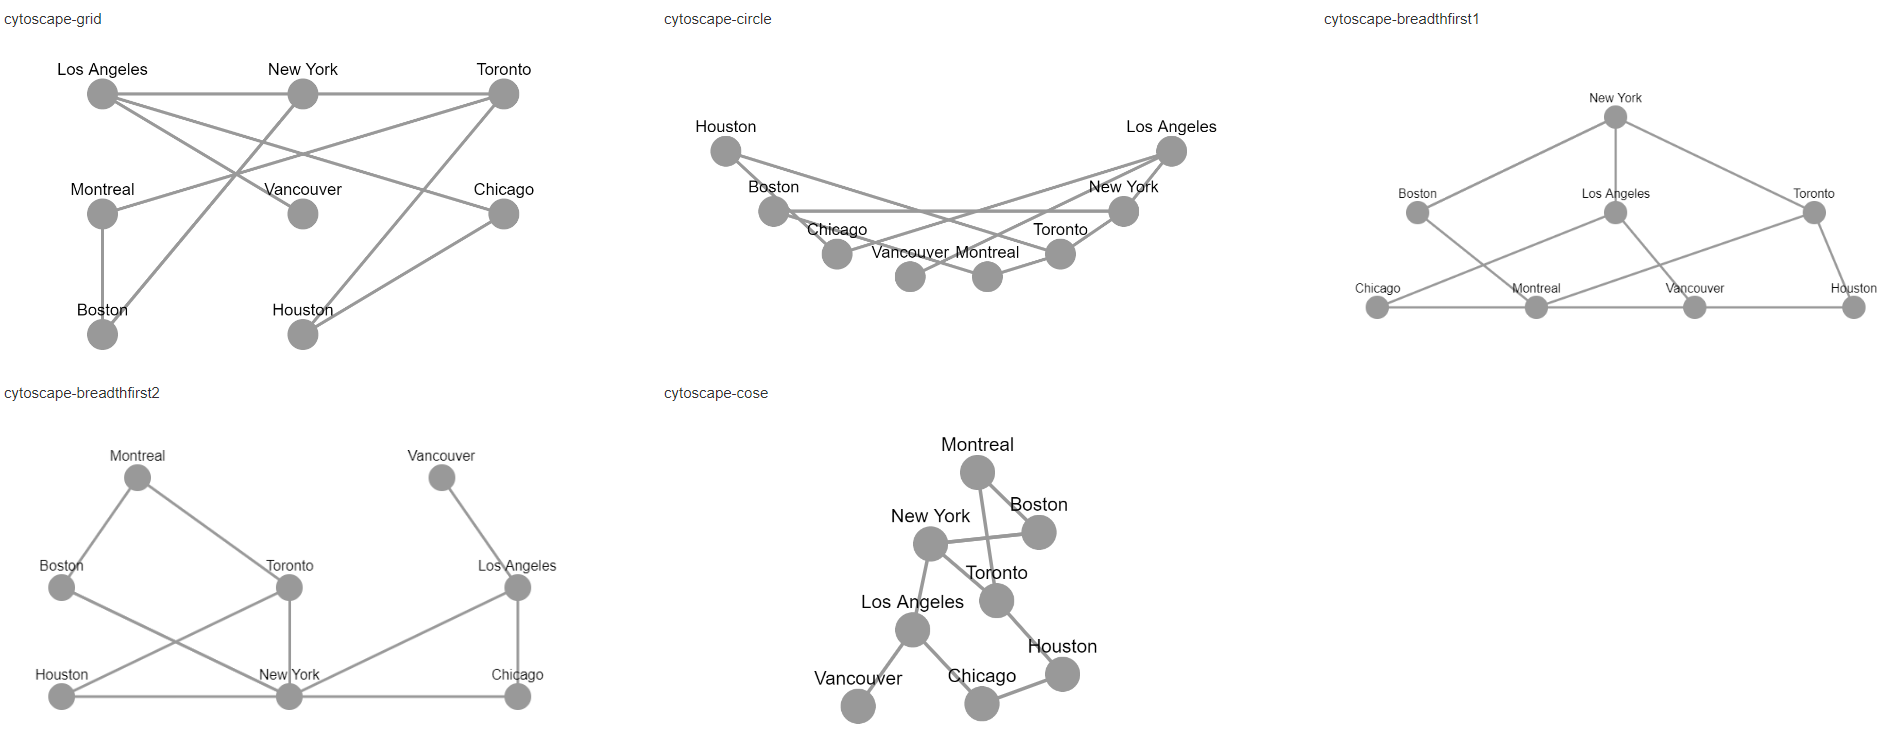 cytoscape-grid
Los Angeles
New York
Toronto
Montreal
Vancouver
Chicago
Boston
Houston
cytoscape-circle
Houston
Los Angeles
Boston
New York
Chicago
Toronto
Vancouver
Montreal
cytoscape-breadthfirst1
New York
Boston
Los Angeles
Toronto
Chicago
Montreal
Vancouver
Houston
cytoscape-breadthfirst2
Montreal
Vancouver
Boston
Toronto
Los Angeles
Houston
New York
Chicago
cytoscape-cose
Montreal
Boston
New York
Toronto
Los Angeles
Houston
Chicago
Vancouver